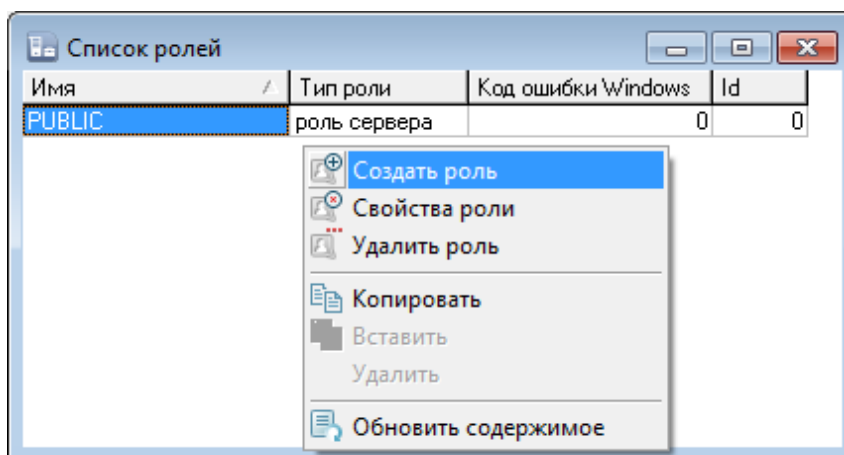 Список ролей
Имя Тип роли Код ошибки Windows Id
PUBLIC роль сервера 0 0
Создать роль
Свойства роли
Удалить роль
Копировать
Вставить
Удалить
Обновить содержимое